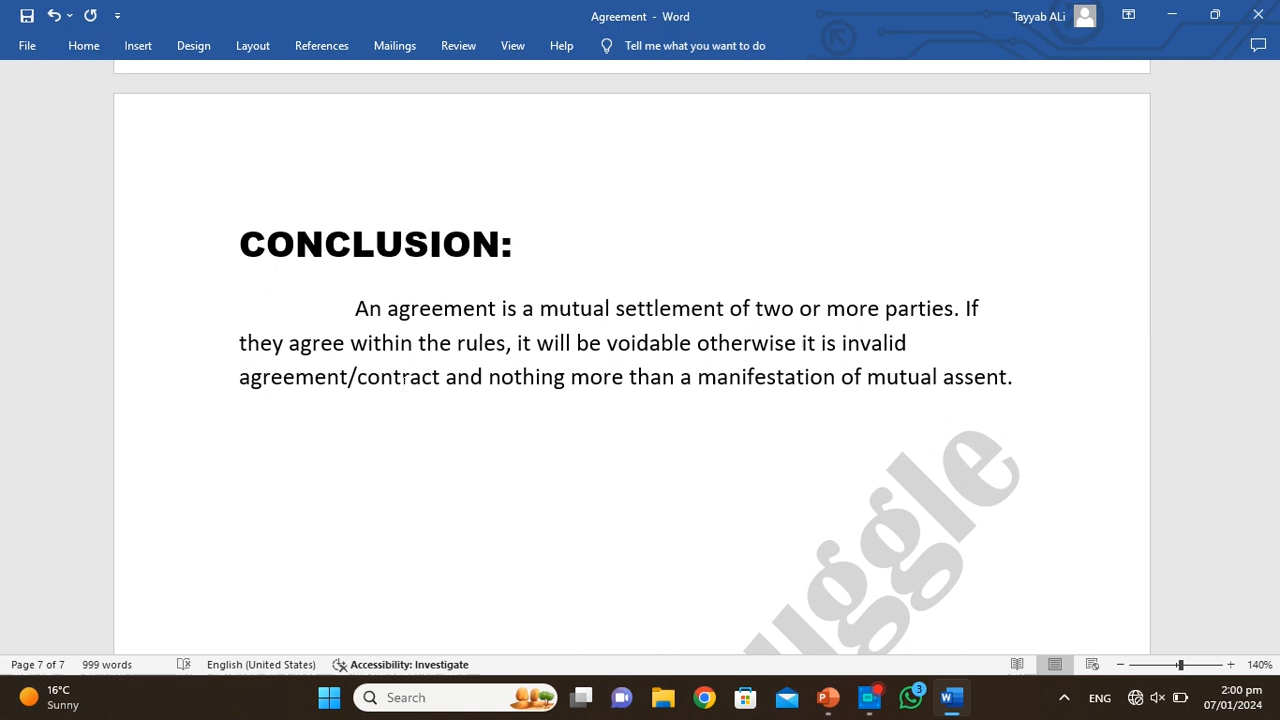 Agreement - Word
Tayyab ALi
File Home Insert Design Layout References Mailings Review View Help Tell me what you want to do
CONCLUSION:
An agreement is a mutual settlement of two or more parties. If
they agree within the rules, it will be voidable otherwise it is invalid
agreement/contract and nothing more than a manifestation of mutual assent.
Page 7 of 7 999 words English (United States) Accessibility: Investigate 140%
16°C
Sunny
Search
3
ENG
2:00 pm
07/01/2024